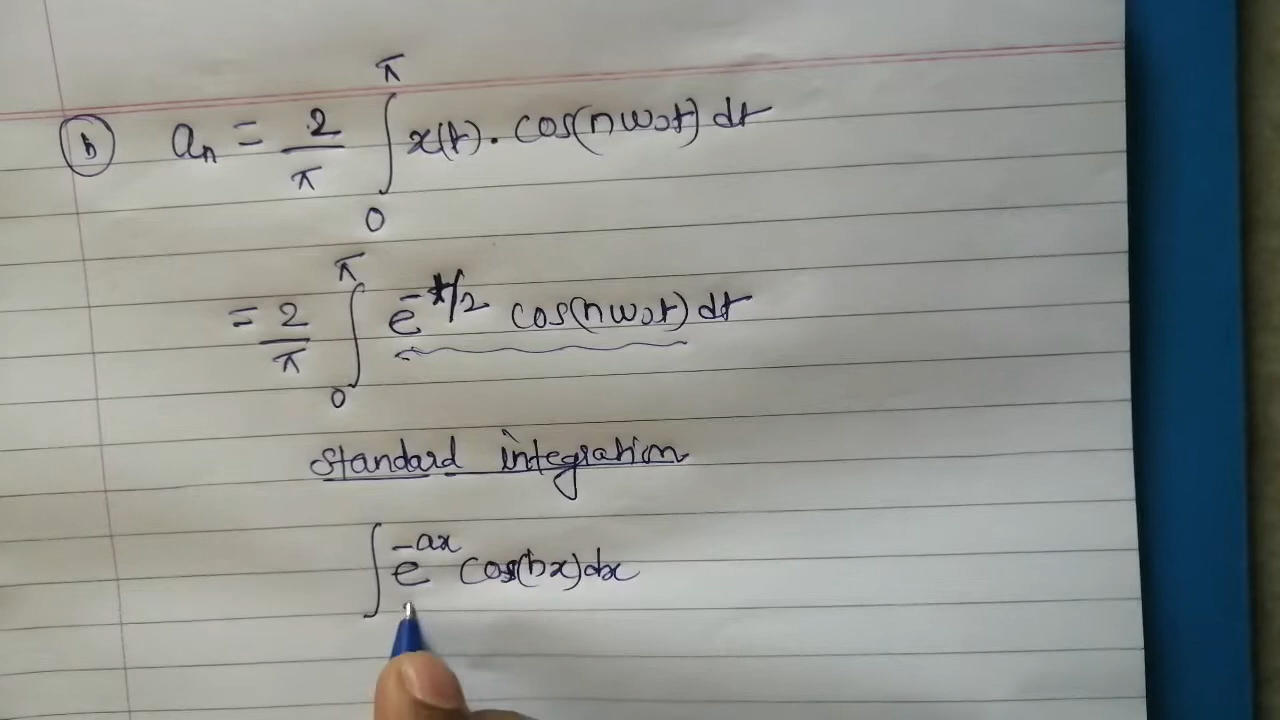 (b) aₙ = 2/π ∫₀^π x(t). cos(nω₀t) dt
= 2/π ∫₀^π e^(-t/2) cos(nω₀t) dt
Standard integration
∫ e^(-ax) cos(bx) dx